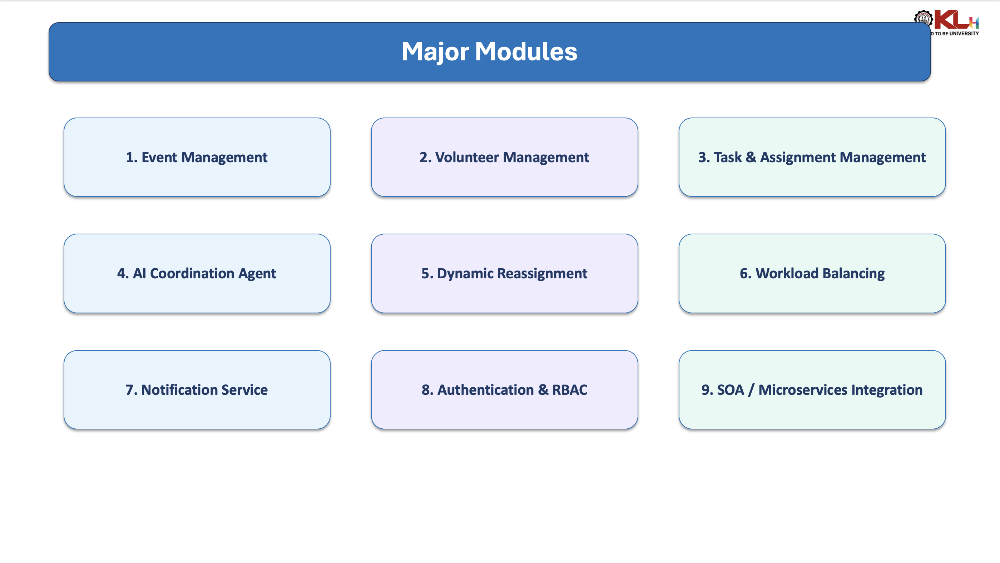 KLH
D TO BE UNIVERSITY
Major Modules
1. Event Management
2. Volunteer Management
3. Task & Assignment Management
4. AI Coordination Agent
5. Dynamic Reassignment
6. Workload Balancing
7. Notification Service
8. Authentication & RBAC
9. SOA / Microservices Integration